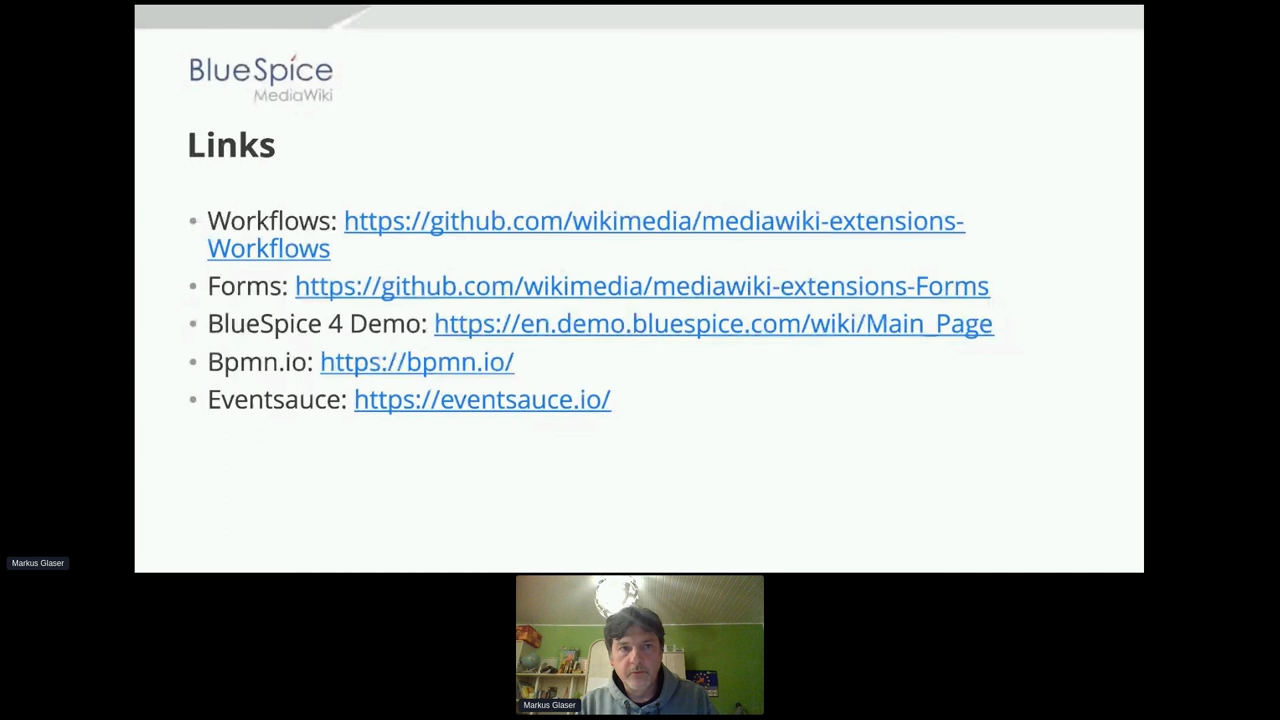 BlueSpice
MediaWiki
Links
• Workflows: https://github.com/wikimedia/mediawiki-extensions-
Workflows
• Forms: https://github.com/wikimedia/mediawiki-extensions-Forms
• BlueSpice 4 Demo: https://en.demo.bluespice.com/wiki/Main_Page
• Bpmn.io: https://bpmn.io/
• Eventsauce: https://eventsauce.io/
Markus Glaser
Markus Glaser